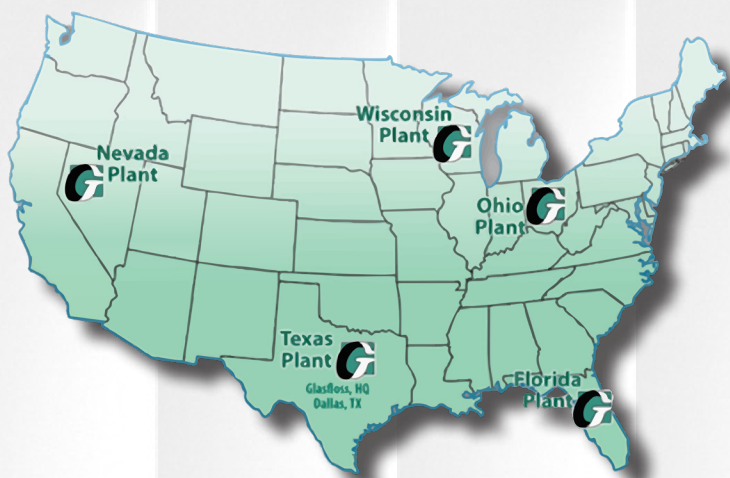 Wisconsin
Plant
Nevada
Plant
Ohio
Plant
Texas
Plant
Glasfloss, HQ
Dallas, TX
Florida
Plant